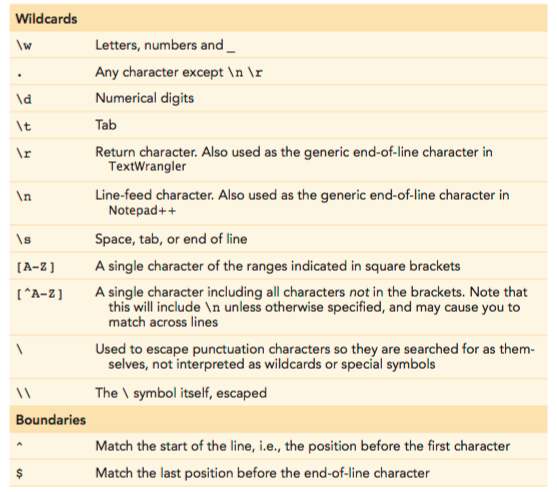 Wildcards
\w Letters, numbers and _
. Any character except \n \r
\d Numerical digits
\t Tab
\r Return character. Also used as the generic end-of-line character in
TextWrangler
\n Line-feed character. Also used as the generic end-of-line character in
Notepad++
\s Space, tab, or end of line
[A-Z] A single character of the ranges indicated in square brackets
[^A-Z] A single character including all characters not in the brackets. Note that
this will include \n unless otherwise specified, and may cause you to
match across lines
\ Used to escape punctuation characters so they are searched for as them-
selves, not interpreted as wildcards or special symbols
\\ The \ symbol itself, escaped
Boundaries
^ Match the start of the line, i.e., the position before the first character
$ Match the last position before the end-of-line character